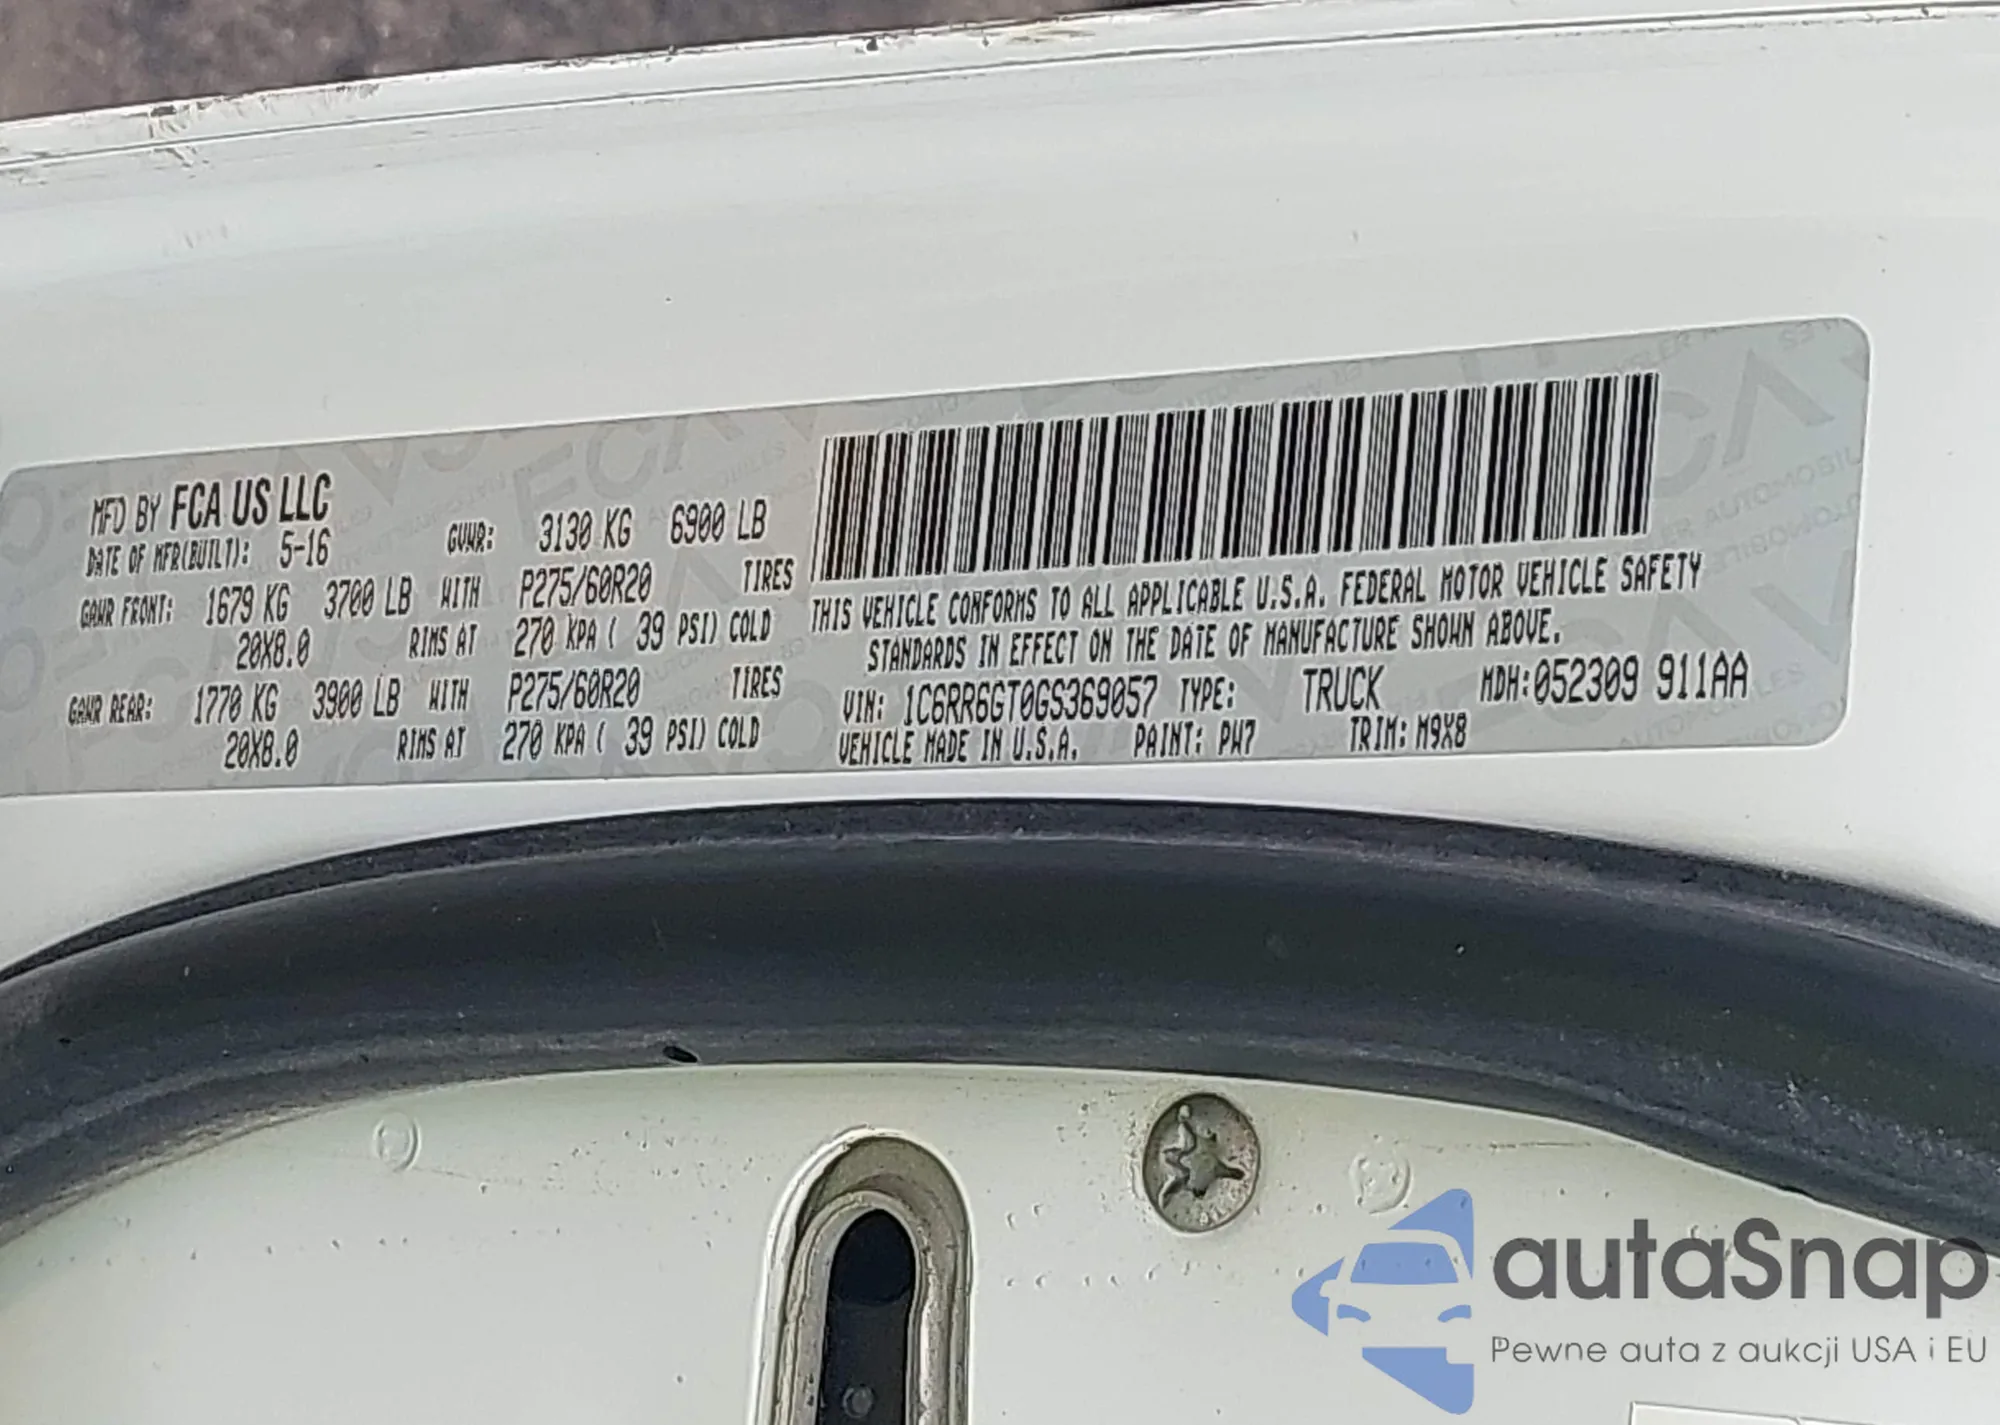 MFD BY FCA US LLC
DATE OF MFR(BUILT): 5-16 GVWR: 3130 KG 6900 LB
GAWR FRONT: 1679 KG 3700 LB WITH P275/60R20 TIRES
20X8.0 RIMS AT 270 KPA ( 39 PSI) COLD
GAWR REAR: 1770 KG 3900 LB WITH P275/60R20 TIRES
20X8.0 RIMS AT 270 KPA ( 39 PSI) COLD
THIS VEHICLE CONFORMS TO ALL APPLICABLE U.S.A. FEDERAL MOTOR VEHICLE SAFETY
STANDARDS IN EFFECT ON THE DATE OF MANUFACTURE SHOWN ABOVE.
VIN: 1C6RR6GT0GS369057 TYPE: TRUCK MDH:052309 911AA
VEHICLE MADE IN U.S.A. PAINT: PW7 TRIM: M9X8
autaSnap
Pewne auta z aukcji USA i EU